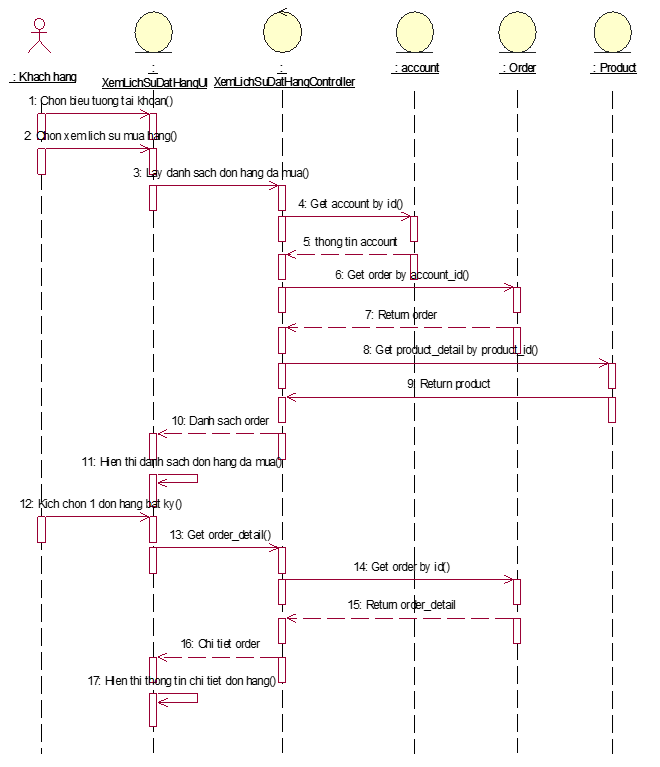 : Khach hang
:
XemLichSuDatHangUI
:
XemLichSuDatHangController
: account
: Order
: Product
1: Chon bieu tuong tai khoan()
2: Chon xem lich su mua hang()
3: Lay danh sach don hang da mua()
4: Get account by id()
5: thong tin account
6: Get order by account_id()
7: Return order
8: Get product_detail by product_id()
9: Return product
10: Danh sach order
11: Hien thi danh sach don hang da mua()
12: Kich chon 1 don hang bat ky()
13: Get order_detail()
14: Get order by id()
15: Return order_detail
16: Chi tiet order
17: Hien thi thong tin chi tiet don hang()